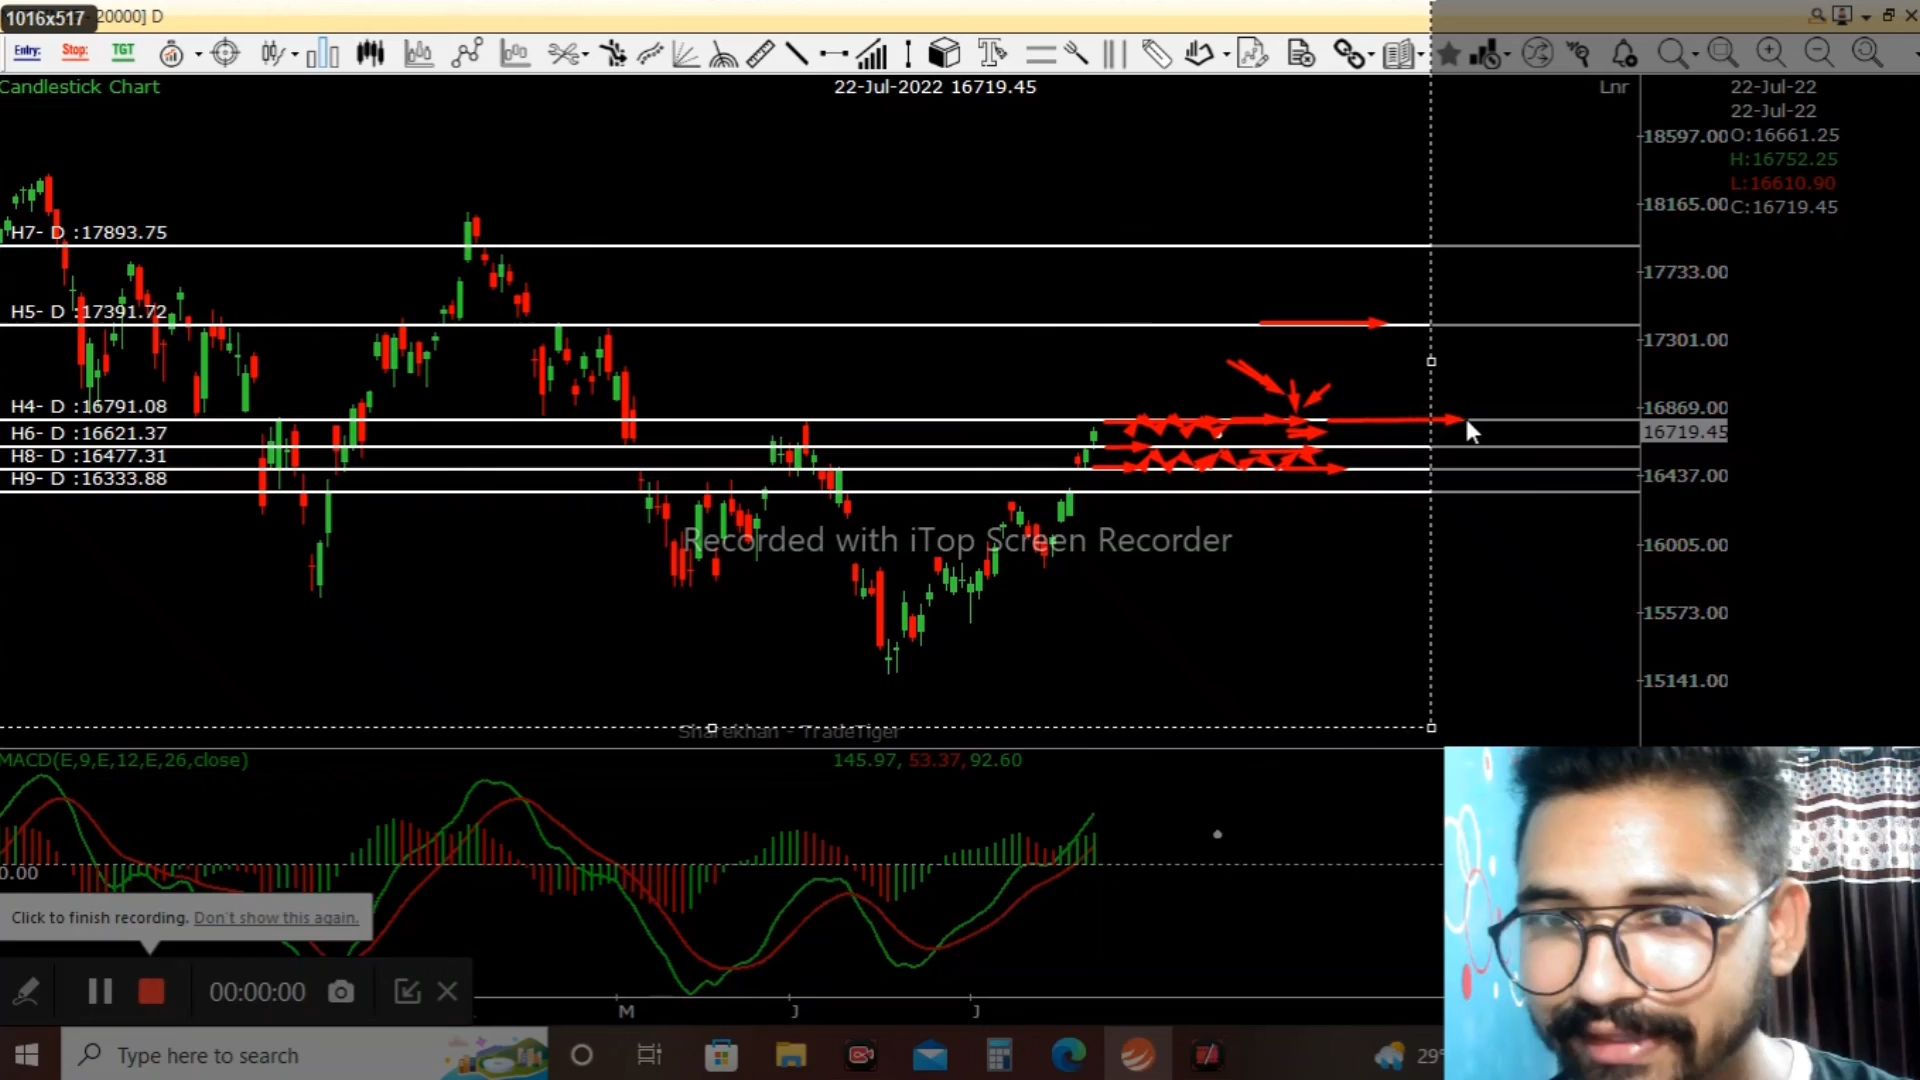 1016x517
20000] D
Entry:
Stop:
TGT
Candlestick Chart
22-Jul-2022 16719.45
Lnr
22-Jul-22
22-Jul-22
O:16661.25
H:16752.25
L:16610.90
C:16719.45
18597.00
18165.00
17733.00
17301.00
16869.00
16719.45
16437.00
16005.00
15573.00
15141.00
H7- D :17893.75
H5- D :17391.72
H4- D :16791.08
H6- D :16621.37
H8- D :16477.31
H9- D :16333.88
Recorded with iTop Screen Recorder
Sharekhan - TradeTiger
MACD(E,9,E,12,E,26,close)
145.97, 53.37, 92.60
0.00
Click to finish recording. Don't show this again.
00:00:00
M
J
J
Type here to search
29°